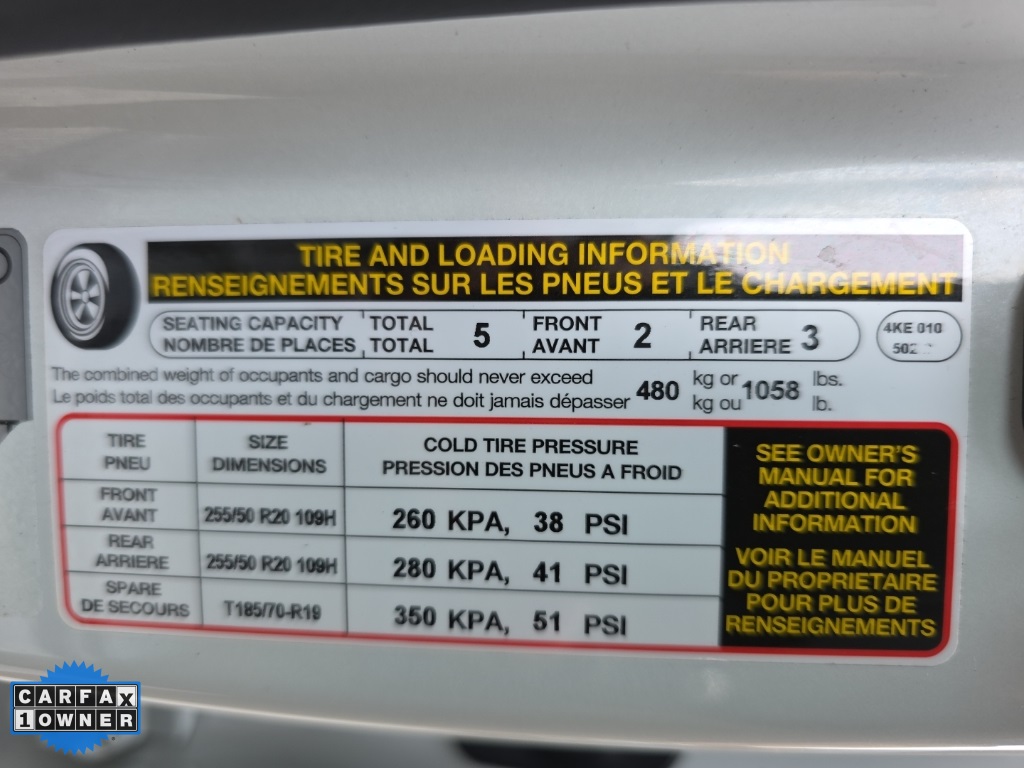 TIRE AND LOADING INFORMATION
RENSEIGNEMENTS SUR LES PNEUS ET LE CHARGEMENT
SEATING CAPACITY TOTAL 5 FRONT 2 REAR 3 4KE 010
NOMBRE DE PLACES TOTAL AVANT ARRIERE 502
The combined weight of occupants and cargo should never exceed 480 kg or 1058 lbs.
Le poids total des occupants et du chargement ne doit jamais dépasser kg ou lb.
TIRE SIZE COLD TIRE PRESSURE
PNEU DIMENSIONS PRESSION DES PNEUS A FROID
FRONT
AVANT 255/50 R20 109H 260 KPA, 38 PSI
REAR
ARRIERE 255/50 R20 109H 280 KPA, 41 PSI
SPARE
DE SECOURS T185/70-R19 350 KPA, 51 PSI
SEE OWNER'S
MANUAL FOR
ADDITIONAL
INFORMATION
VOIR LE MANUEL
DU PROPRIETAIRE
POUR PLUS DE
RENSEIGNEMENTS
CARFAX
1 OWNER